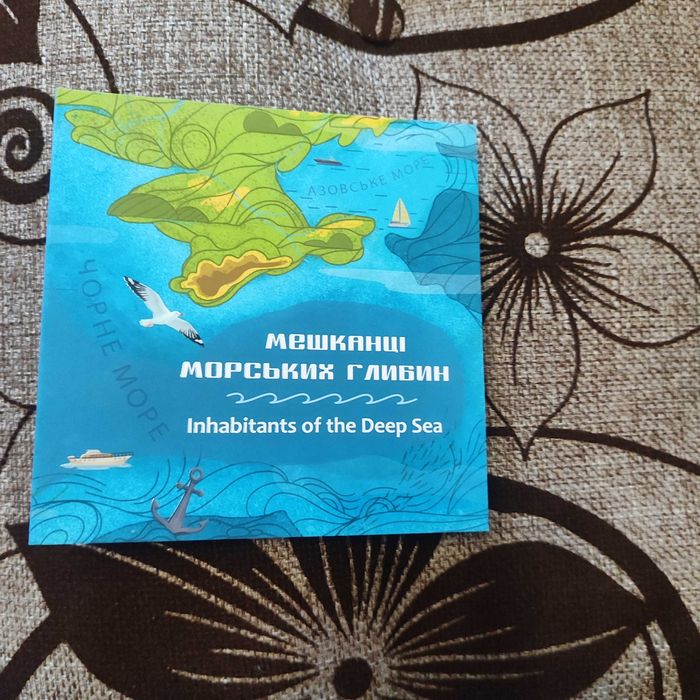 АЗОВСЬКЕ МОРЕ
ЧОРНЕ МОРЕ
МЕШКАНЦІ
МОРСЬКИХ ГЛИБИН
Inhabitants of the Deep Sea